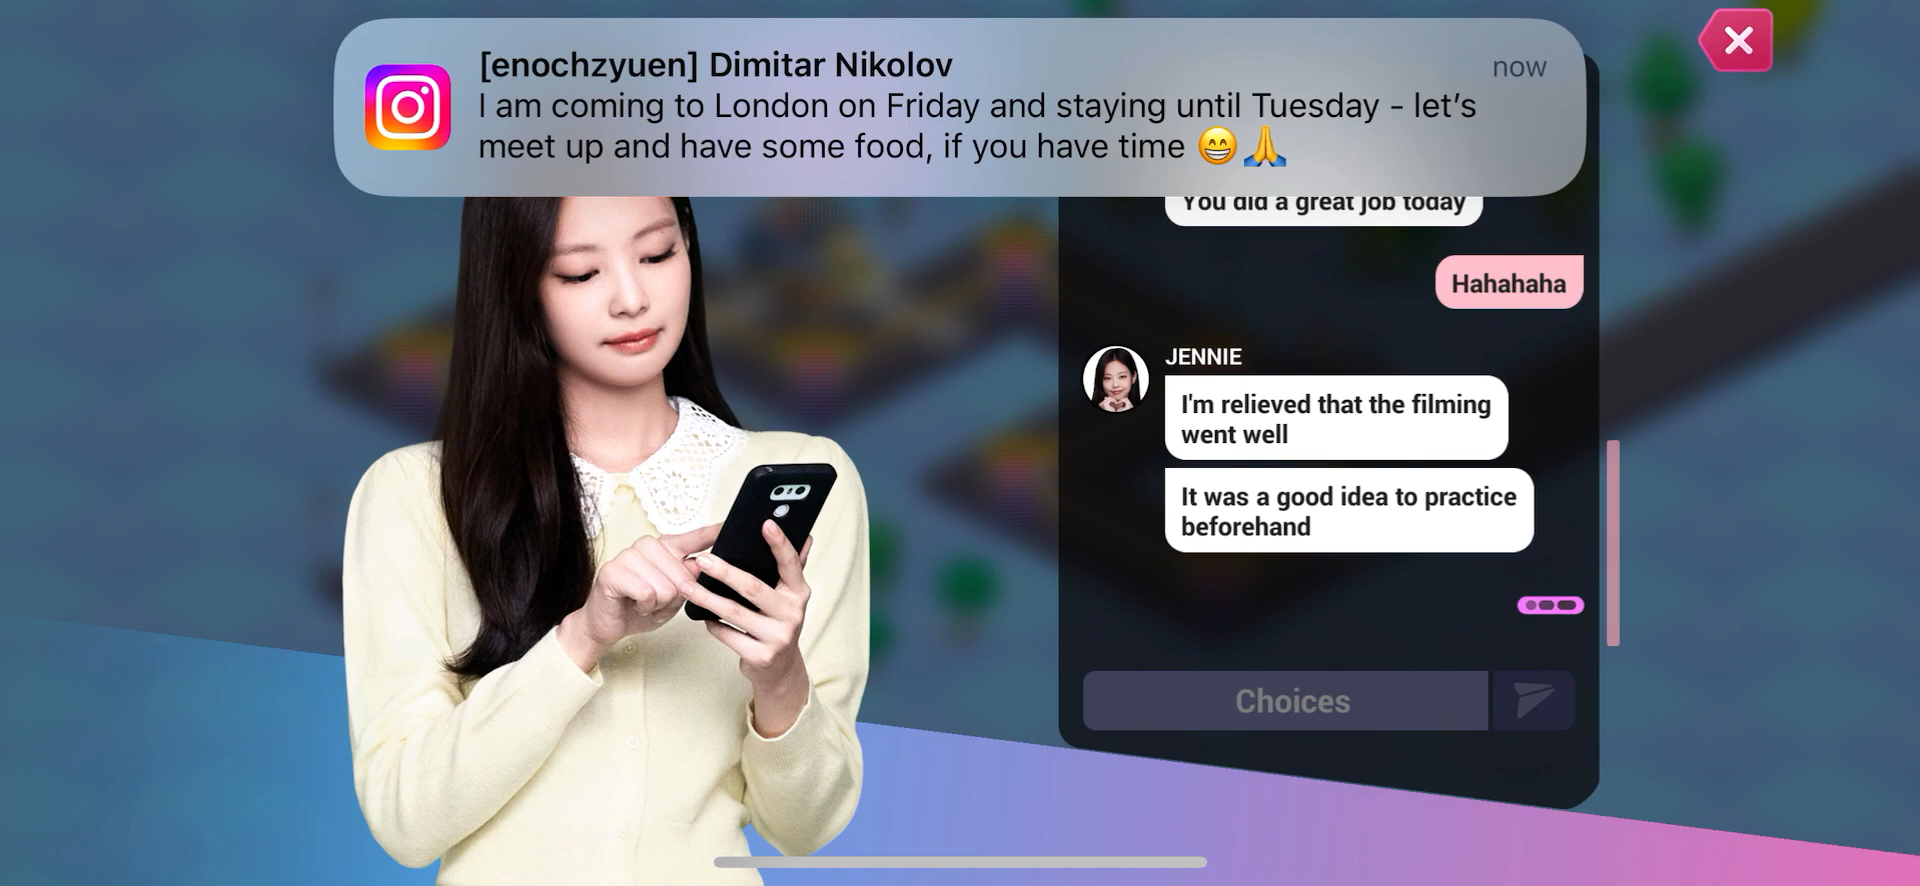 [enochzyuen] Dimitar Nikolov
now
I am coming to London on Friday and staying until Tuesday - let’s
meet up and have some food, if you have time 😁🙏
You did a great job today
Hahahaha
JENNIE
I'm relieved that the filming
went well
It was a good idea to practice
beforehand
Choices